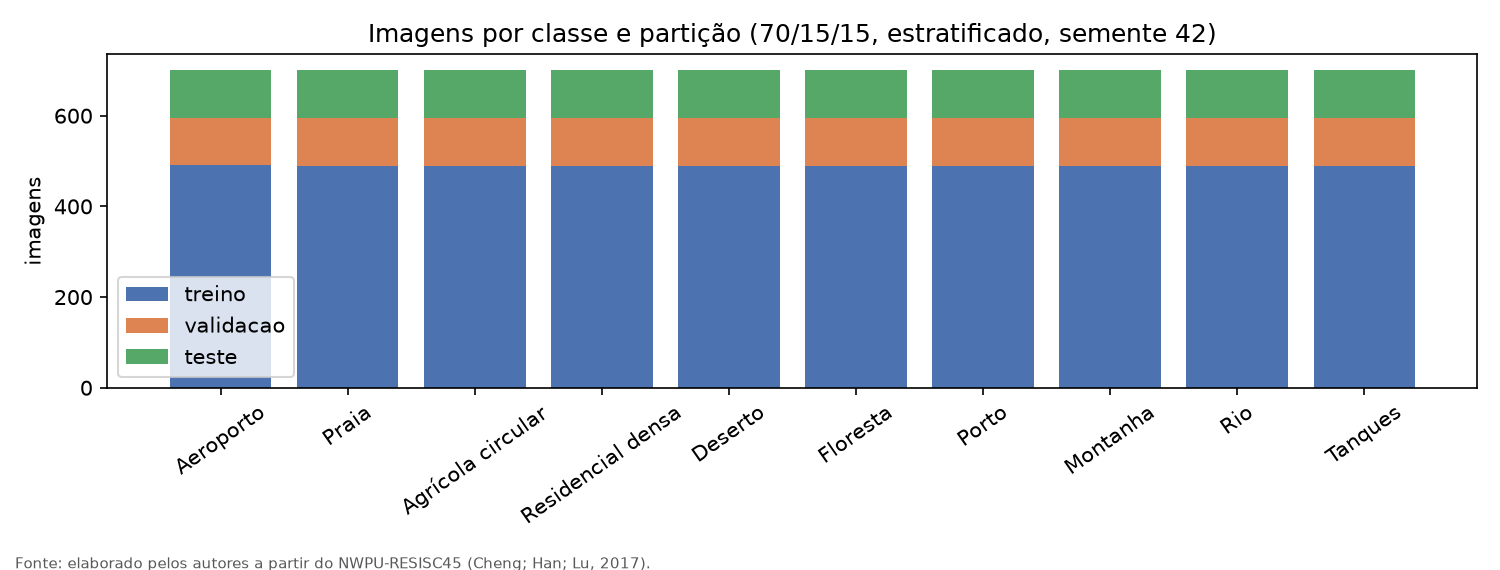 Imagens por classe e partição (70/15/15, estratificado, semente 42)
imagens
600
400
200
0
treino
validacao
teste
Aeroporto
Praia
Agrícola circular
Residencial densa
Deserto
Floresta
Porto
Montanha
Rio
Tanques
Fonte: elaborado pelos autores a partir do NWPU-RESISC45 (Cheng; Han; Lu, 2017).